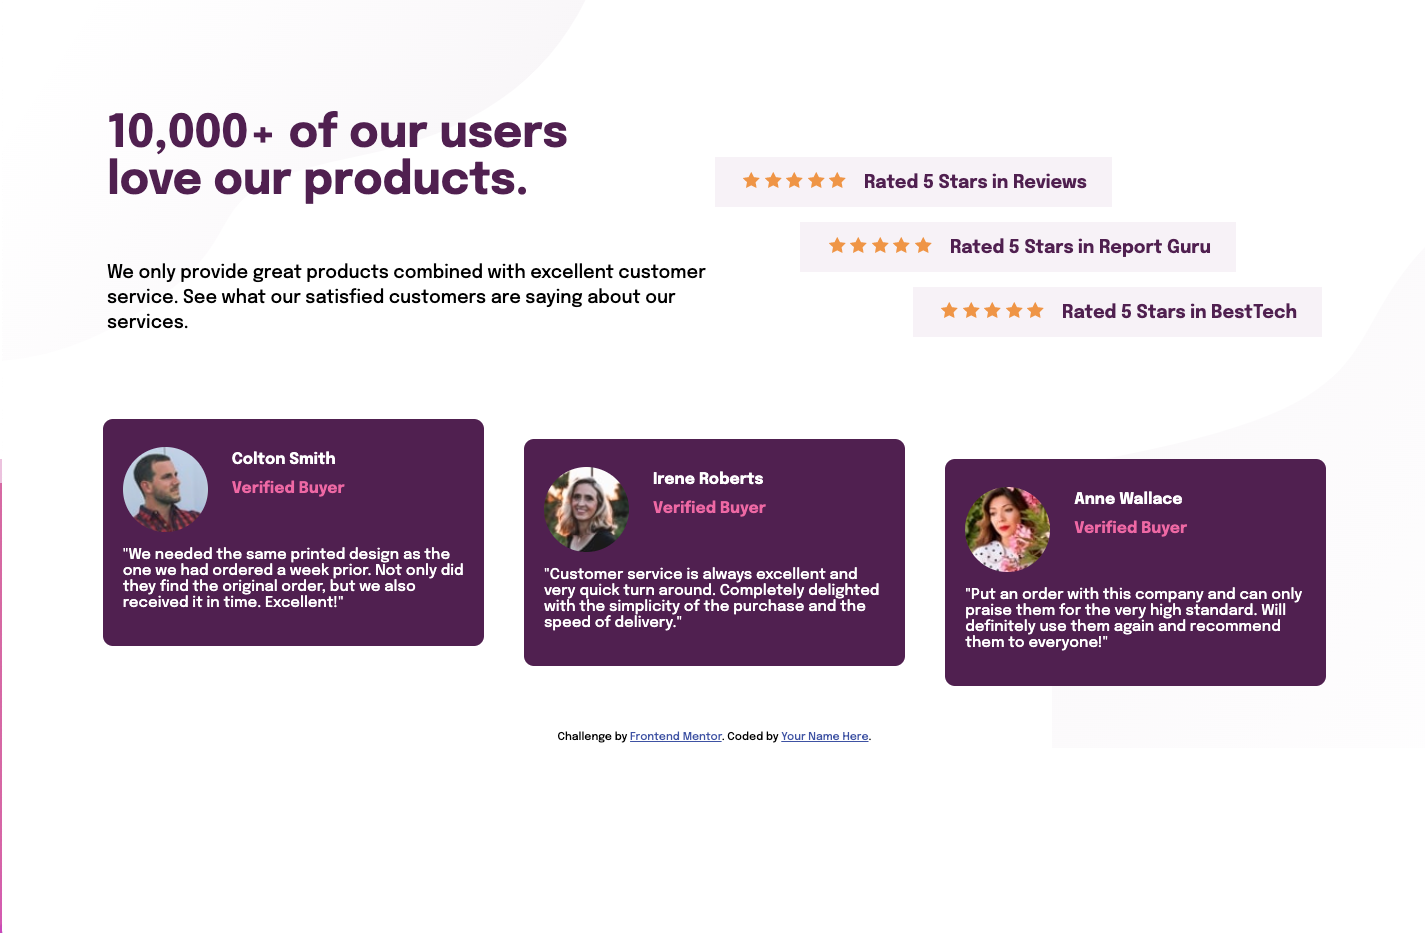 10,000+ of our users
love our products.
We only provide great products combined with excellent customer
service. See what our satisfied customers are saying about our
services.
Rated 5 Stars in Reviews
Rated 5 Stars in Report Guru
Rated 5 Stars in BestTech
Colton Smith
Verified Buyer
"We needed the same printed design as the
one we had ordered a week prior. Not only did
they find the original order, but we also
received it in time. Excellent!"
Irene Roberts
Verified Buyer
"Customer service is always excellent and
very quick turn around. Completely delighted
with the simplicity of the purchase and the
speed of delivery."
Anne Wallace
Verified Buyer
"Put an order with this company and can only
praise them for the very high standard. Will
definitely use them again and recommend
them to everyone!"
Challenge by Frontend Mentor. Coded by Your Name Here.